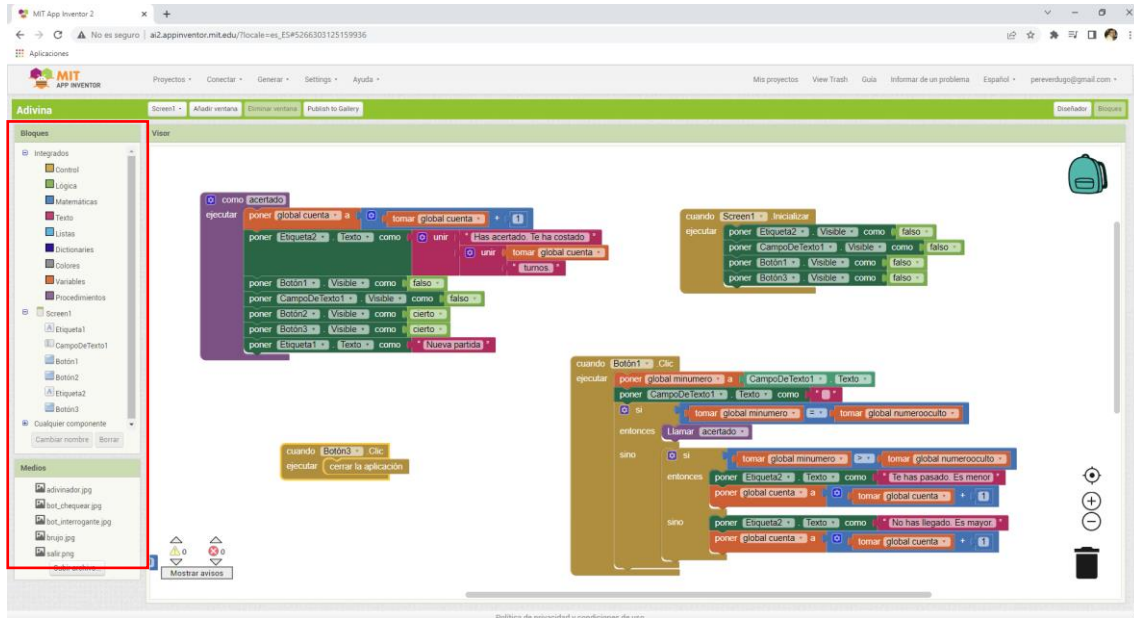 MIT App Inventor 2
No es seguro | ai2.appinventor.mit.edu/?locale=es_ES#5266303125159936
Aplicaciones
MIT
APP INVENTOR
Proyectos Conectar Generar Settings Ayuda
Mis proyectos View Trash Guía Informar de un problema Español pereverdugo@gmail.com
Adivina
Screen1 Añadir ventana Eliminar ventana Publish to Gallery
Diseñador Bloques
Bloques
Integrados
Control
Lógica
Matemáticas
Texto
Listas
Dictionaries
Colores
Variables
Procedimientos
Screen1
Etiqueta1
CampoDeTexto1
Botón1
Botón2
Etiqueta2
Botón3
Cualquier componente
Cambiar nombre Borrar
Medios
adivinador.jpg
bot_chequear.jpg
bot_interrogante.jpg
brujo.jpg
salir.png
Subir archivo...
Visor
como acertado
ejecutar poner global cuenta a tomar global cuenta + 1
poner Etiqueta2 . Texto como unir " Has acertado. Te ha costado "
unir tomar global cuenta
" turnos "
poner Botón1 . Visible como falso
poner CampoDeTexto1 . Visible como falso
poner Botón2 . Visible como cierto
poner Botón3 . Visible como cierto
poner Etiqueta1 . Texto como " Nueva partida "
cuando Screen1 .Inicializar
ejecutar poner Etiqueta2 . Visible como falso
poner CampoDeTexto1 . Visible como falso
poner Botón1 . Visible como falso
poner Botón3 . Visible como falso
cuando Botón1 .Clic
ejecutar poner global minumero a CampoDeTexto1 . Texto
poner CampoDeTexto1 . Texto como " "
si tomar global minumero = tomar global numerooculto
entonces Llamar acertado
sino si tomar global minumero > tomar global numerooculto
entonces poner Etiqueta2 . Texto como " Te has pasado. Es menor "
poner global cuenta a tomar global cuenta + 1
sino poner Etiqueta2 . Texto como " No has llegado. Es mayor. "
poner global cuenta a tomar global cuenta + 1
cuando Botón3 .Clic
ejecutar cerrar la aplicación
0 0
Mostrar avisos
Política de privacidad y condiciones de uso